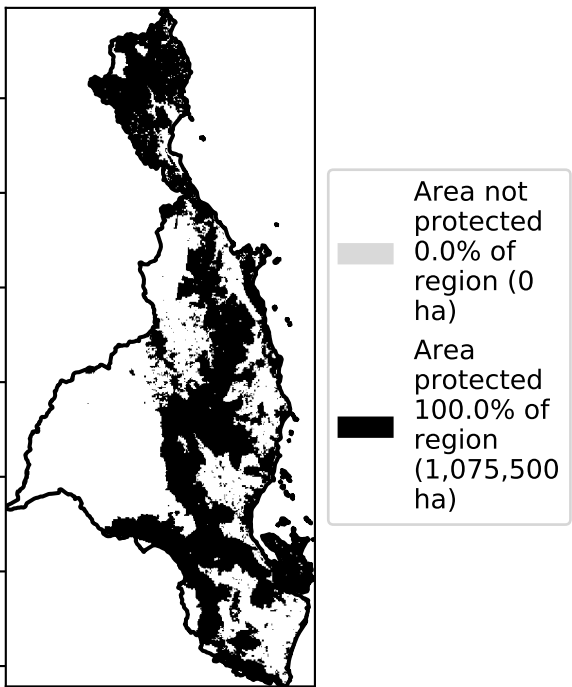 Area not
protected
0.0% of
region (0
ha)
Area
protected
100.0% of
region
(1,075,500
ha)